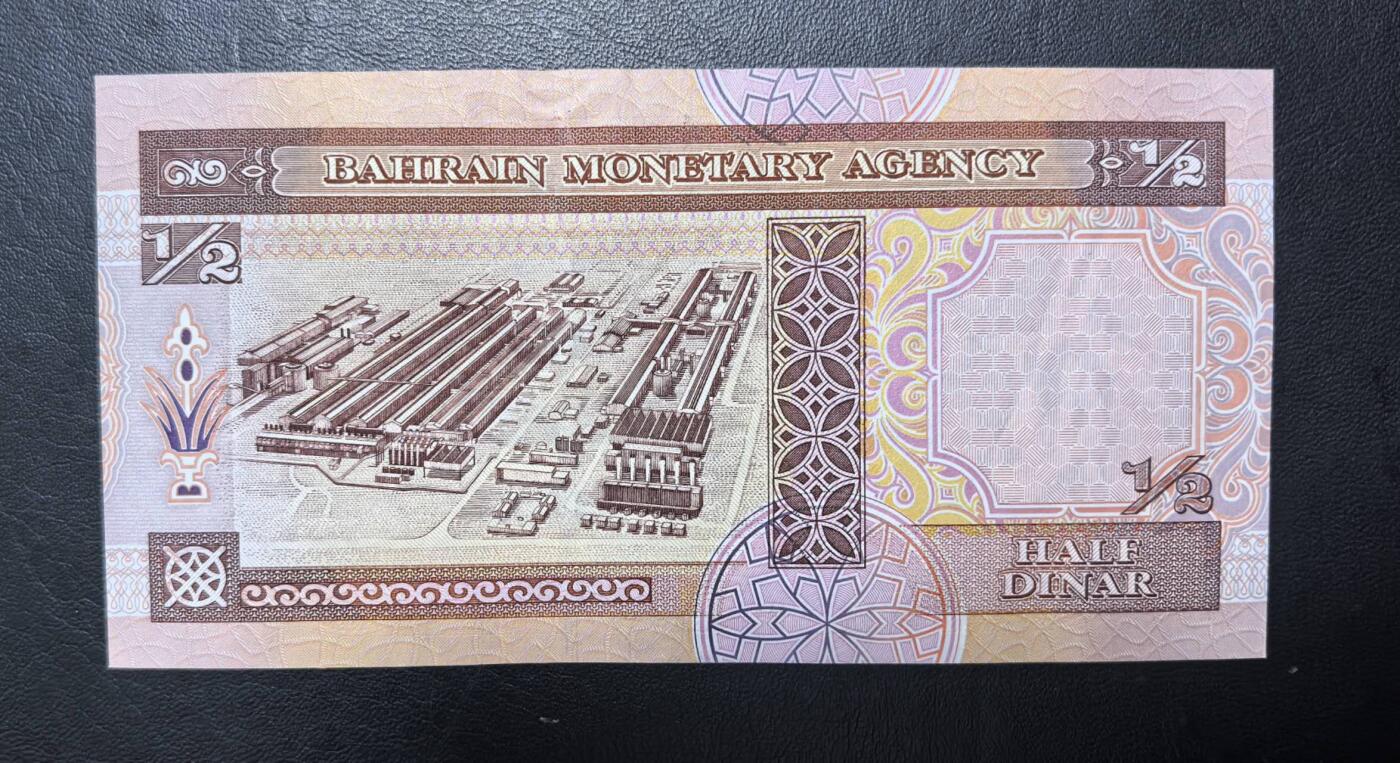 BAHRAIN MONETARY AGENCY
1/2
1/2
1/2
HALF
DINAR